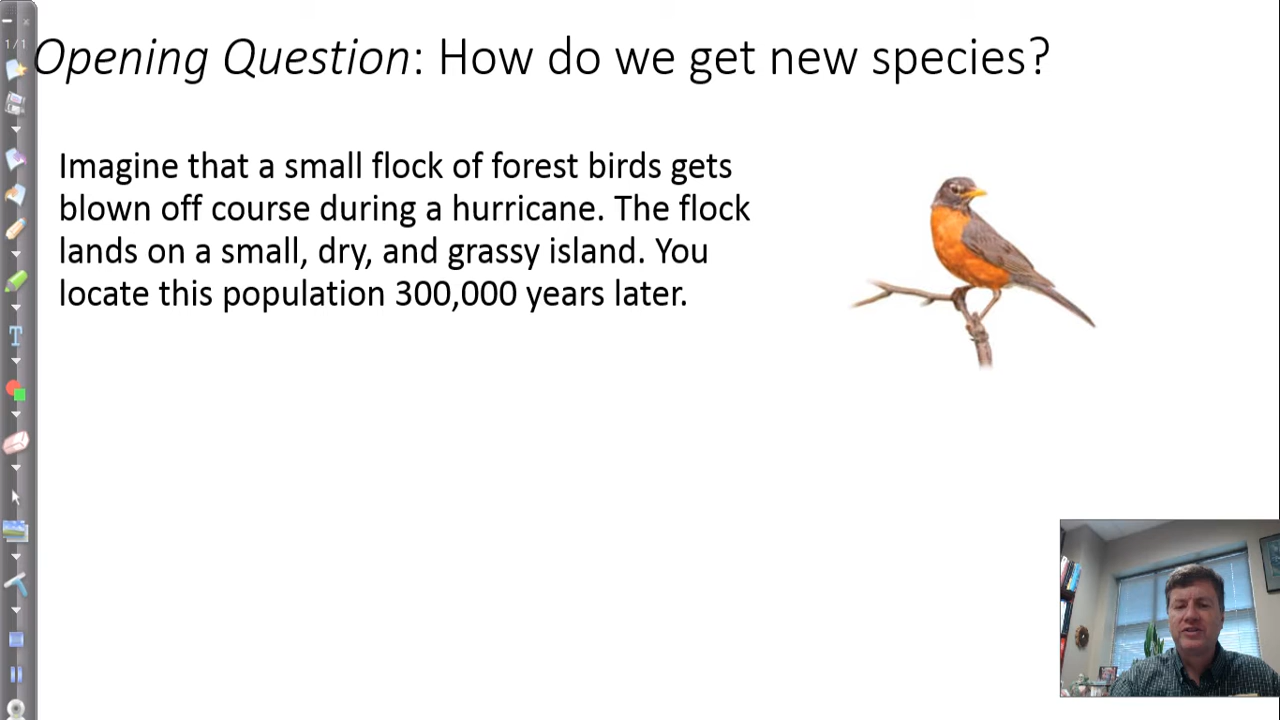 1/1
Opening Question: How do we get new species?
Imagine that a small flock of forest birds gets
blown off course during a hurricane. The flock
lands on a small, dry, and grassy island. You
locate this population 300,000 years later.
T